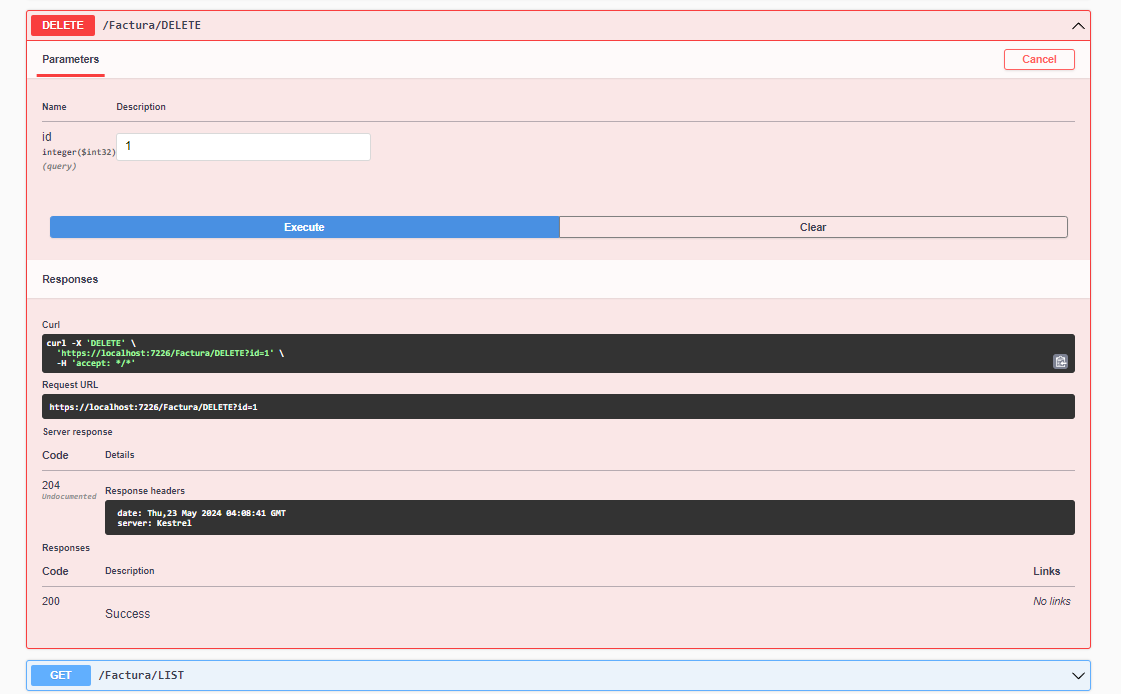 DELETE /Factura/DELETE
Parameters
Cancel
Name Description
id
integer($int32)
(query)
1
Execute
Clear
Responses
Curl
curl -X 'DELETE' \
'https://localhost:7226/Factura/DELETE?id=1' \
-H 'accept: */*'
Request URL
https://localhost:7226/Factura/DELETE?id=1
Server response
Code Details
204
Undocumented
Response headers
date: Thu,23 May 2024 04:08:41 GMT
server: Kestrel
Responses
Code Description Links
200
Success
No links
GET /Factura/LIST